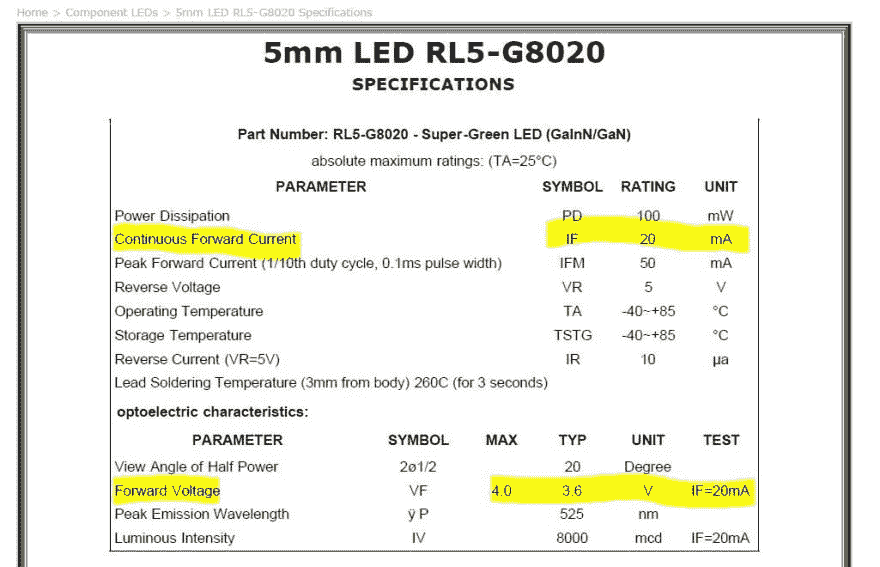 Home > Component LEDs > 5mm LED RL5-G8020 Specifications
5mm LED RL5-G8020
SPECIFICATIONS
Part Number: RL5-G8020 - Super-Green LED (GaInN/GaN)
absolute maximum ratings: (TA=25°C)
PARAMETER SYMBOL RATING UNIT
Power Dissipation PD 100 mW
Continuous Forward Current IF 20 mA
Peak Forward Current (1/10th duty cycle, 0.1ms pulse width) IFM 50 mA
Reverse Voltage VR 5 V
Operating Temperature TA -40~+85 °C
Storage Temperature TSTG -40~+85 °C
Reverse Current (VR=5V) IR 10 µa
Lead Soldering Temperature (3mm from body) 260C (for 3 seconds)
optoelectric characteristics:
PARAMETER SYMBOL MAX TYP UNIT TEST
View Angle of Half Power 2ø1/2 20 Degree
Forward Voltage VF 4.0 3.6 V IF=20mA
Peak Emission Wavelength ÿ P 525 nm
Luminous Intensity IV 8000 mcd IF=20mA